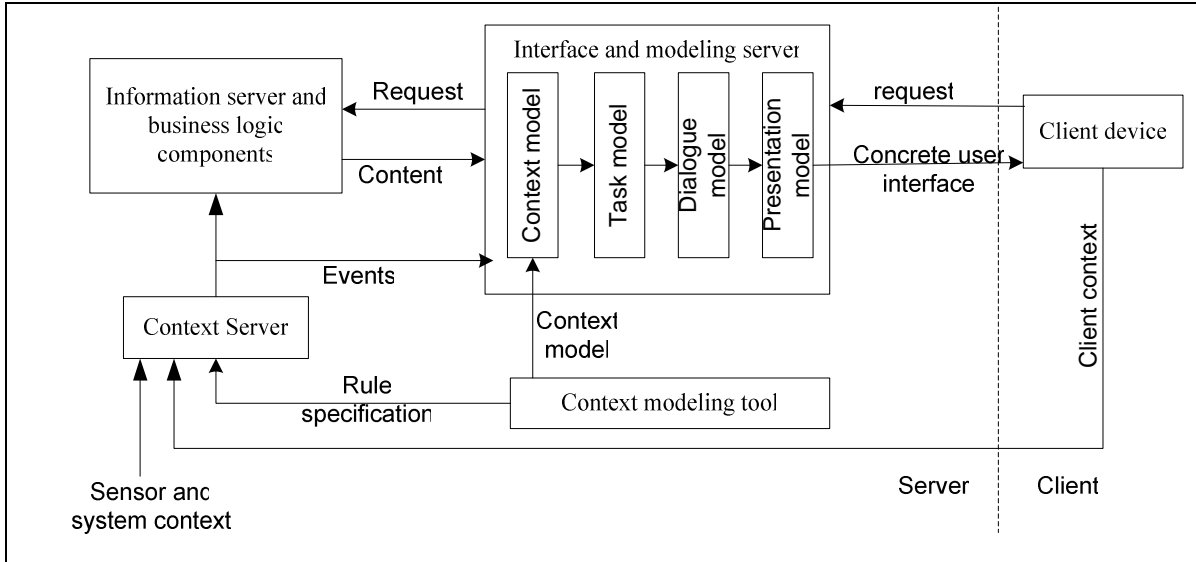 Interface and modeling server
Information server and
business logic
components
Request
Content
Context model
Task model
Dialogue
model
Presentation
model
request
Concrete user
interface
Client device
Events
Context Server
Context
model
Client context
Rule
specification
Context modeling tool
Sensor and
system context
Server
Client